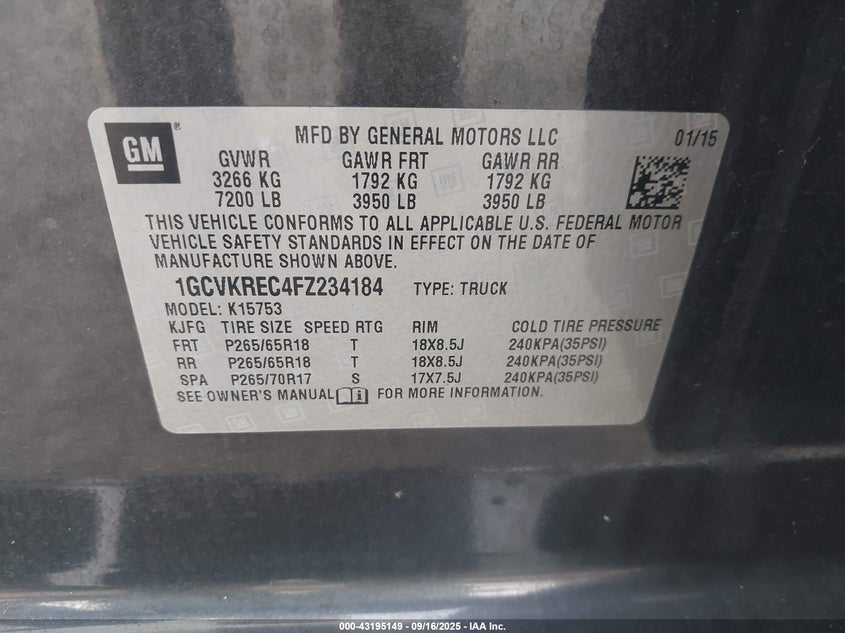 GM ®
MFD BY GENERAL MOTORS LLC 01/15
GVWR GAWR FRT GAWR RR
3266 KG 1792 KG 1792 KG
7200 LB 3950 LB 3950 LB
THIS VEHICLE CONFORMS TO ALL APPLICABLE U.S. FEDERAL MOTOR
VEHICLE SAFETY STANDARDS IN EFFECT ON THE DATE OF
MANUFACTURE SHOWN ABOVE.
1GCVKREC4FZ234184 TYPE: TRUCK
MODEL: K15753
KJFG TIRE SIZE SPEED RTG RIM COLD TIRE PRESSURE
FRT P265/65R18 T 18X8.5J 240KPA(35PSI)
RR P265/65R18 T 18X8.5J 240KPA(35PSI)
SPA P265/70R17 S 17X7.5J 240KPA(35PSI)
SEE OWNER'S MANUAL FOR MORE INFORMATION.
000-43195149 - 09/16/2025 - IAA Inc.